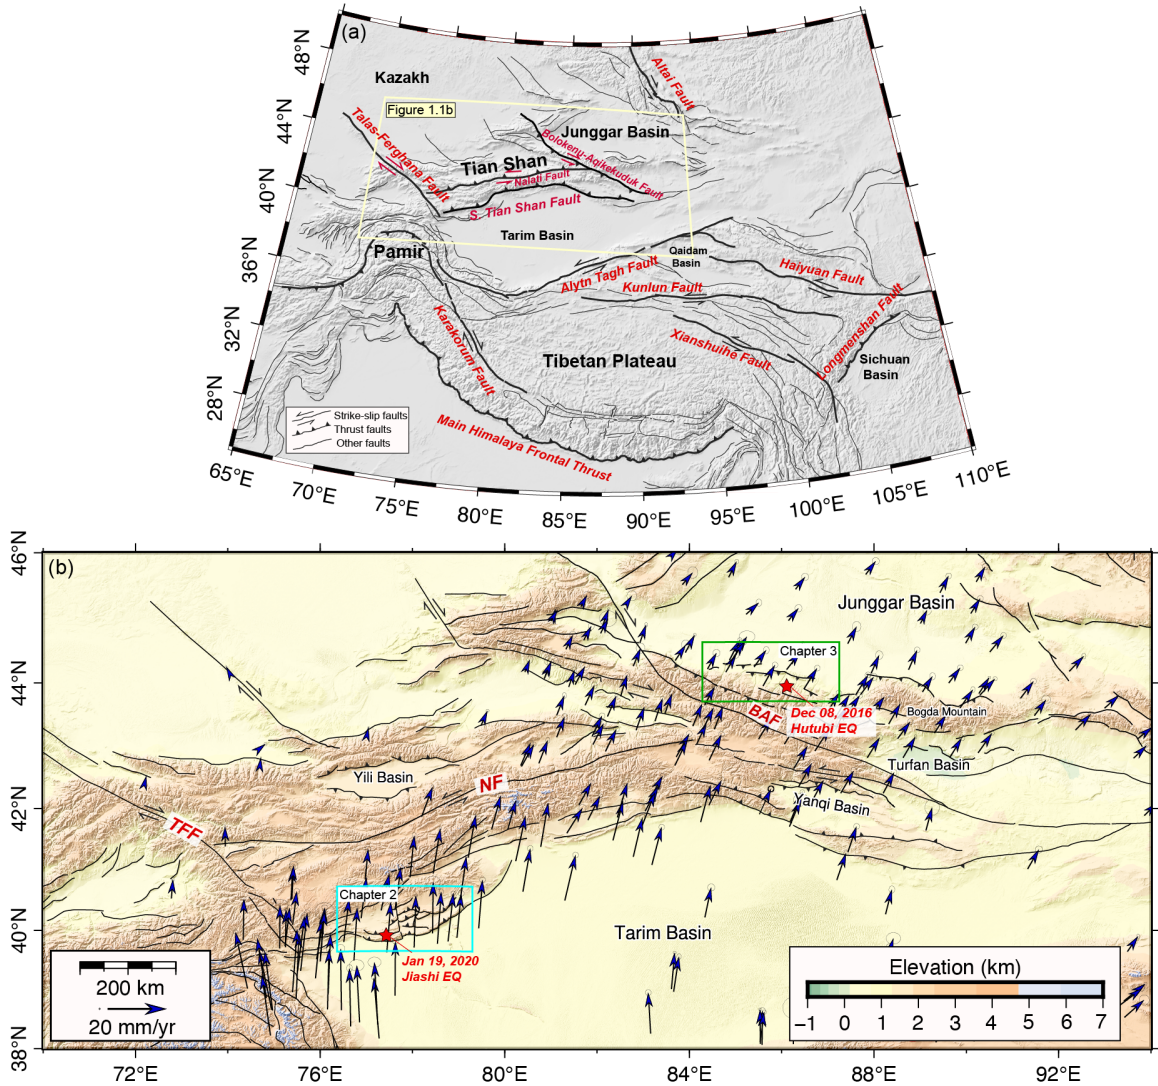 (a)
48°N
44°N
40°N
36°N
32°N
28°N
Kazakh
Figure 1.1b
Altai Fault
Talas-Ferghana Fault
Junggar Basin
Bolokenu-Aqikekuduk Fault
Tian Shan
Nalati Fault
S. Tian Shan Fault
Tarim Basin
Pamir
Qaidam
Basin
Alytn Tagh Fault
Haiyuan Fault
Kunlun Fault
Karakorum Fault
Xianshuihe Fault
Longmenshan Fault
Tibetan Plateau
Sichuan
Basin
Main Himalaya Frontal Thrust
Strike-slip faults
Thrust faults
Other faults
65°E
70°E
75°E
80°E
85°E
90°E
95°E
100°E
105°E
110°E
(b)
46°N
44°N
42°N
40°N
38°N
Junggar Basin
Chapter 3
BAF
Dec 08, 2016
Hutubi EQ
Bogda Mountain
Turfan Basin
Yili Basin
NF
Yanqi Basin
TFF
Chapter 2
Tarim Basin
Jan 19, 2020
Jiashi EQ
200 km
20 mm/yr
Elevation (km)
−1 0 1 2 3 4 5 6 7
72°E
76°E
80°E
84°E
88°E
92°E